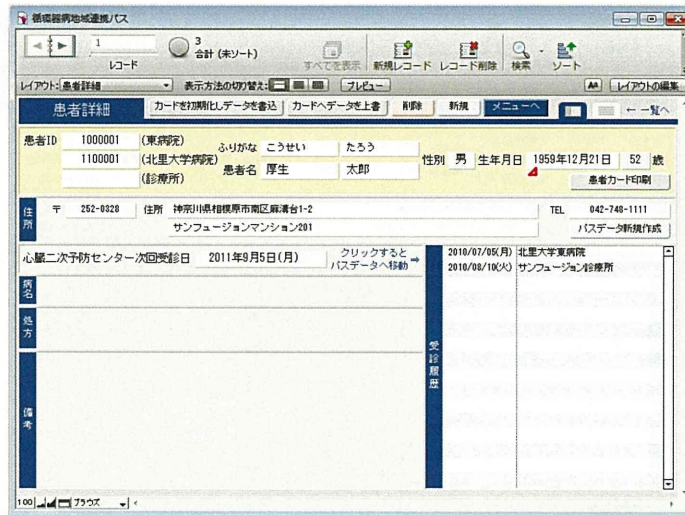 循環器病地域連携パス
1
レコード
3
合計 (未ソート)
すべてを表示
新規レコード
レコード削除
検索
ソート
レイアウト: 患者詳細
表示方法の切り替え:
プレビュー
レイアウトの編集
患者詳細
カードを初期化しデータを書込
カードへデータを上書
削除
新規
メニューへ
← 一覧へ
患者ID 1000001 (東病院)
1100001 (北里大学病院)
(診療所)
ふりがな こうせい たろう
患者名 厚生 太郎
性別 男 生年月日 1959年12月21日 52 歳
患者カード印刷
住所
〒 252-0328 住所 神奈川県相模原市南区麻溝台1-2
サンフュージョンマンション201
TEL 042-748-1111
パスデータ新規作成
心臓二次予防センター次回受診日 2011年9月5日(月)
クリックすると
パスデータへ移動 ⇒
病名
処方
備考
受診履歴
2010/07/05(月) 北里大学東病院
2010/08/10(火) サンフュージョン診療所
100
ブラウズ